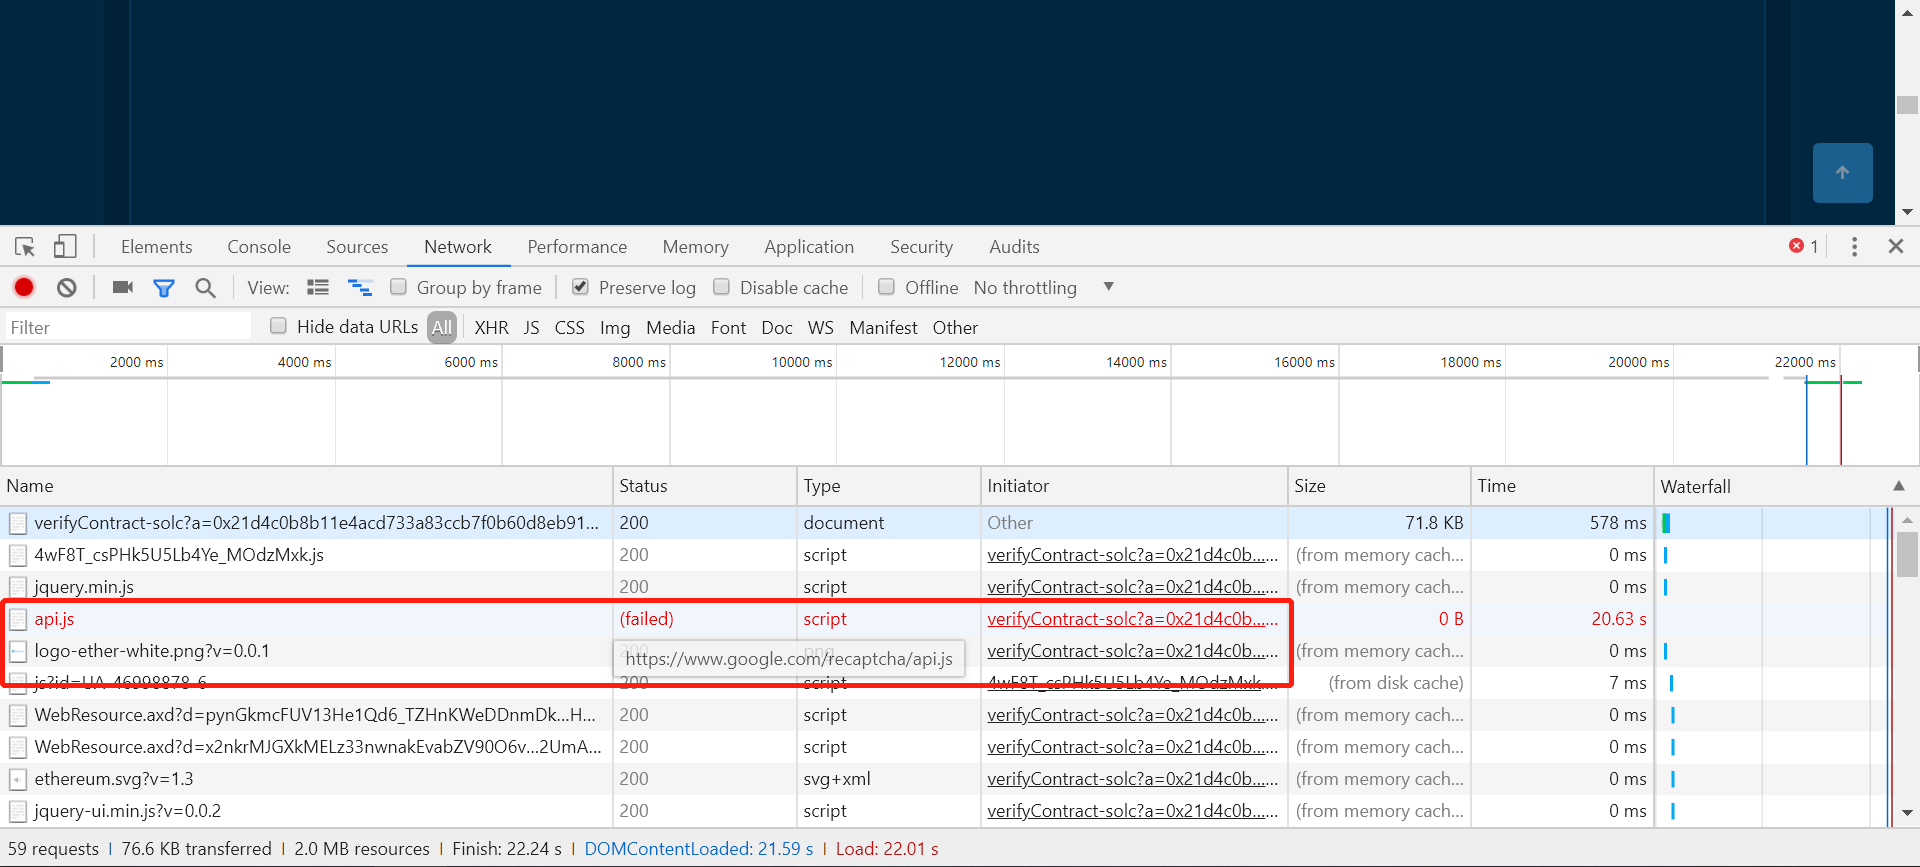 Elements Console Sources Network Performance Memory Application Security Audits 1
View: Group by frame Preserve log Disable cache Offline No throttling
Filter Hide data URLs All XHR JS CSS Img Media Font Doc WS Manifest Other
2000 ms 4000 ms 6000 ms 8000 ms 10000 ms 12000 ms 14000 ms 16000 ms 18000 ms 20000 ms 22000 ms
Name Status Type Initiator Size Time Waterfall
verifyContract-solc?a=0x21d4c0b8b11e4acd733a83ccb7f0b60d8eb91... 200 document Other 71.8 KB 578 ms
4wF8T_csPHk5U5Lb4Ye_MOdzMxk.js 200 script verifyContract-solc?a=0x21d4c0b...... (from memory cach... 0 ms
jquery.min.js 200 script verifyContract-solc?a=0x21d4c0b...... (from memory cach... 0 ms
api.js (failed) script verifyContract-solc?a=0x21d4c0b...... 0 B 20.63 s
logo-ether-white.png?v=0.0.1 200 png verifyContract-solc?a=0x21d4c0b...... (from memory cach... 0 ms
https://www.google.com/recaptcha/api.js
js?id=UA-46998878-6 200 script 4wF8T_csPHk5U5Lb4Ye_MOdzMxk.... (from disk cache) 7 ms
WebResource.axd?d=pynGkmcFUV13He1Qd6_TZHnKWeDDnmDk...H... 200 script verifyContract-solc?a=0x21d4c0b...... (from memory cach... 0 ms
WebResource.axd?d=x2nkrMJGXkMELz33nwnakEvabZV90O6v...2UmA... 200 script verifyContract-solc?a=0x21d4c0b...... (from memory cach... 0 ms
ethereum.svg?v=1.3 200 svg+xml verifyContract-solc?a=0x21d4c0b...... (from memory cach... 0 ms
jquery-ui.min.js?v=0.0.2 200 script verifyContract-solc?a=0x21d4c0b...... (from memory cach... 0 ms
59 requests | 76.6 KB transferred | 2.0 MB resources | Finish: 22.24 s | DOMContentLoaded: 21.59 s | Load: 22.01 s